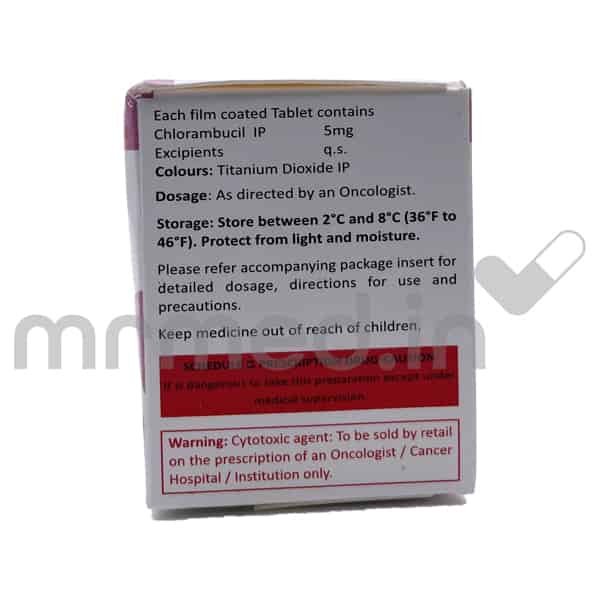 Each film coated Tablet contains
Chlorambucil IP 5mg
Excipients q.s.
Colours: Titanium Dioxide IP
Dosage: As directed by an Oncologist.
Storage: Store between 2°C and 8°C (36°F to
46°F). Protect from light and moisture.
Please refer accompanying package insert for
detailed dosage, directions for use and
precautions.
Keep medicine out of reach of children.
mrmed.in
SCHEDULE G PRESCRIPTION DRUG-CAUTION
It is dangerous to take this preparation except under
medical supervision
Warning: Cytotoxic agent: To be sold by retail
on the prescription of an Oncologist / Cancer
Hospital / Institution only.